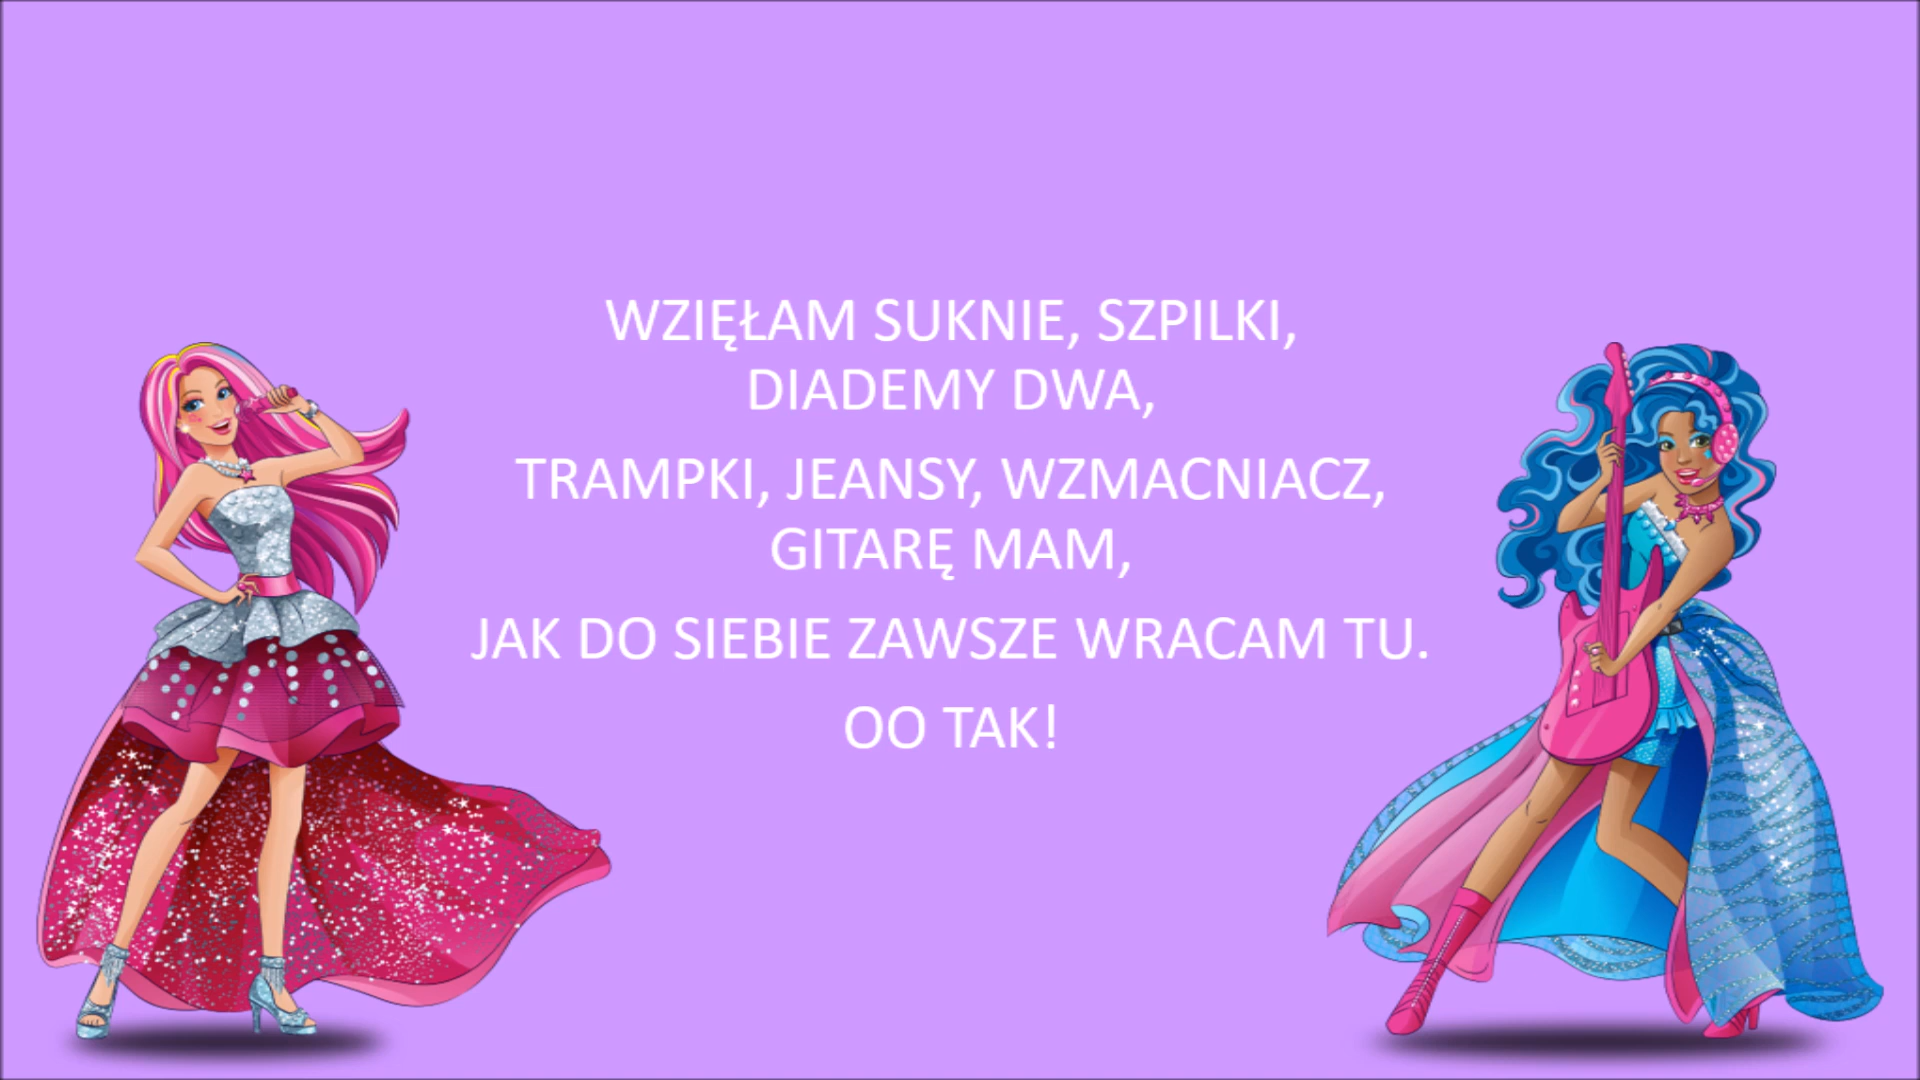 WZIĘŁAM SUKNIE, SZPILKI,
DIADEMY DWA,
TRAMPKI, JEANSY, WZMACNIACZ,
GITARĘ MAM,
JAK DO SIEBIE ZAWSZE WRACAM TU.
OO TAK!